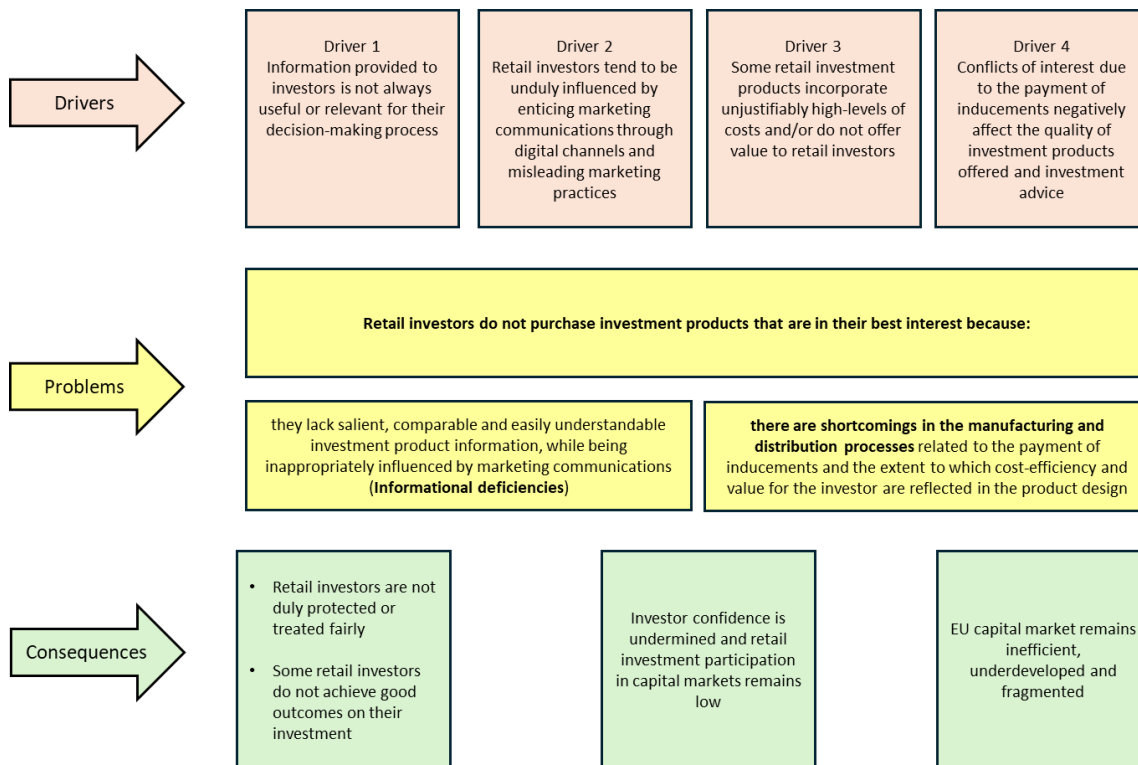 Drivers
Driver 1
Information provided to
investors is not always
useful or relevant for their
decision-making process
Driver 2
Retail investors tend to be
unduly influenced by
enticing marketing
communications through
digital channels and
misleading marketing
practices
Driver 3
Some retail investment
products incorporate
unjustifiably high-levels of
costs and/or do not offer
value to retail investors
Driver 4
Conflicts of interest due
to the payment of
inducements negatively
affect the quality of
investment products
offered and investment
advice
Problems
Retail investors do not purchase investment products that are in their best interest because:
they lack salient, comparable and easily understandable
investment product information, while being
inappropriately influenced by marketing communications
(Informational deficiencies)
there are shortcomings in the manufacturing and
distribution processes related to the payment of
inducements and the extent to which cost-efficiency and
value for the investor are reflected in the product design
Consequences
• Retail investors are not
duly protected or
treated fairly
• Some retail investors
do not achieve good
outcomes on their
investment
Investor confidence is
undermined and retail
investment participation
in capital markets remains
low
EU capital market remains
inefficient,
underdeveloped and
fragmented